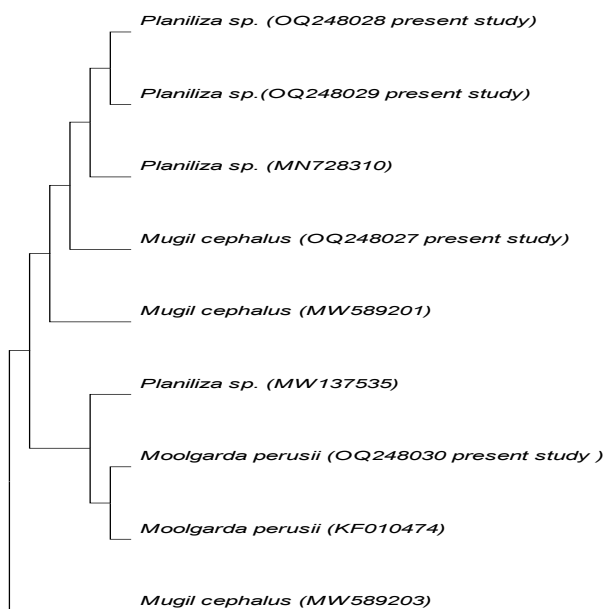 Planiliza sp. (OQ248028 present study)
Planiliza sp.(OQ248029 present study)
Planiliza sp. (MN728310)
Mugil cephalus (OQ248027 present study)
Mugil cephalus (MW589201)
Planiliza sp. (MW137535)
Moolgarda perusii (OQ248030 present study )
Moolgarda perusii (KF010474)
Mugil cephalus (MW589203)